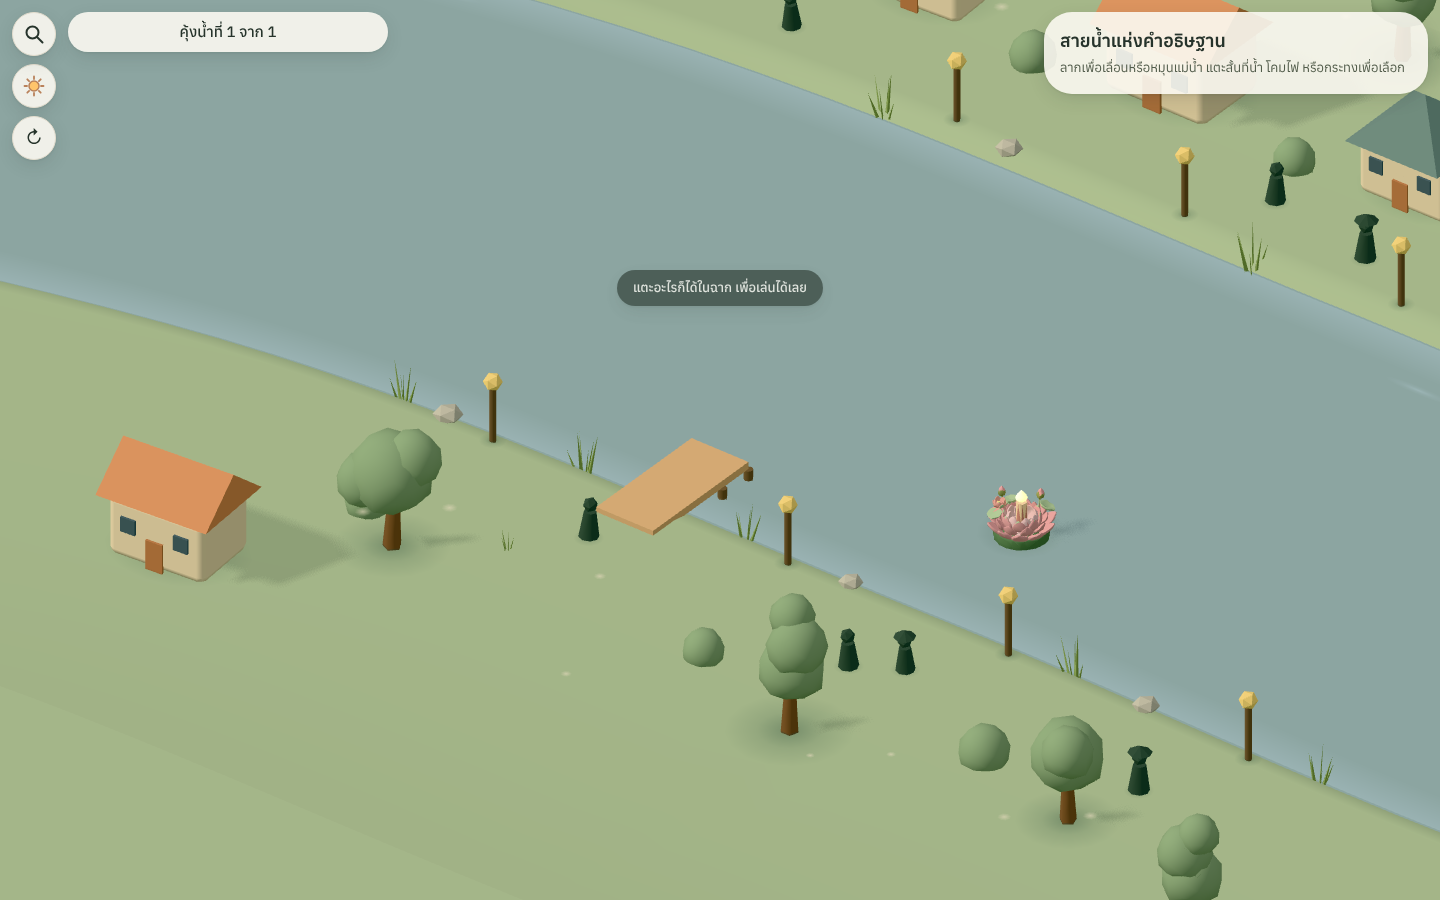 คุ้งน้ำที่ 1 จาก 1
สายน้ำแห่งคำอธิษฐาน
ลากเพื่อเลื่อนหรือหมุนแม่น้ำ แตะสั้นที่น้ำ โคมไฟ หรือกระทงเพื่อเลือก
แตะอะไรก็ได้ในฉาก เพื่อเล่นได้เลย